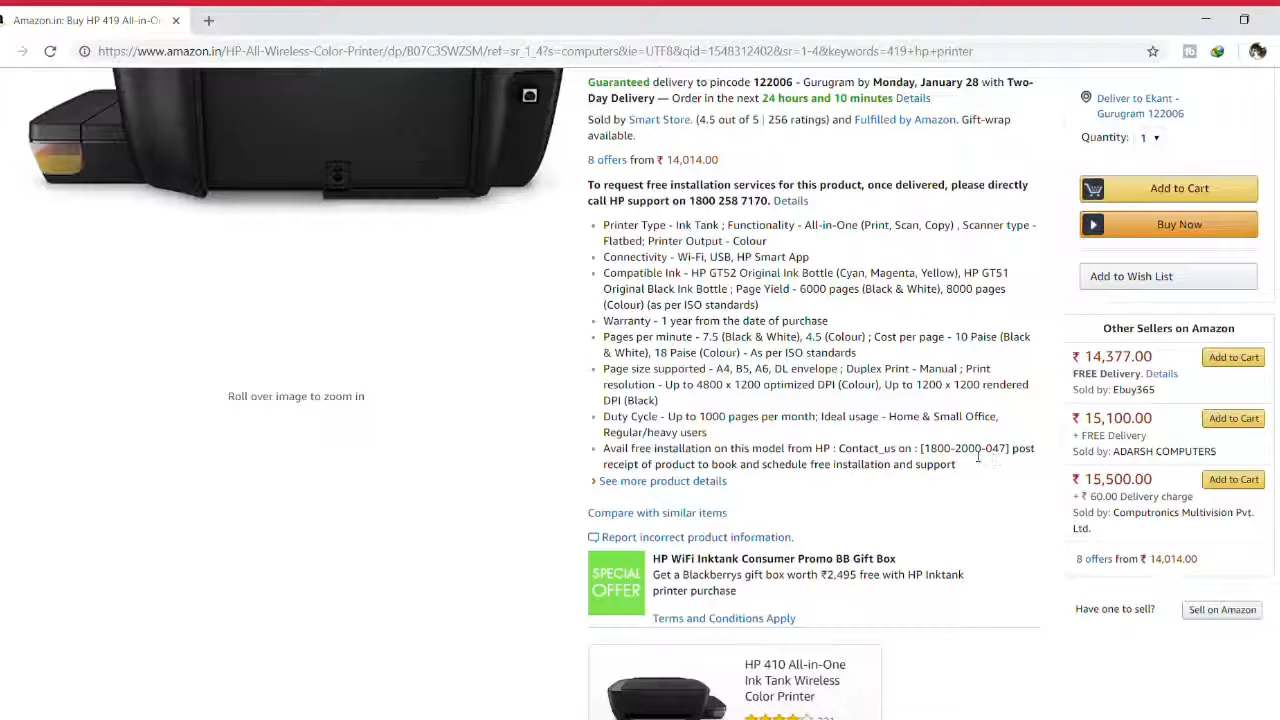 Amazon.in: Buy HP 419 All-in-O
https://www.amazon.in/HP-All-Wireless-Color-Printer/dp/B07C3SWZSM/ref=sr_1_4?s=computers&ie=UTF8&qid=1548312402&sr=1-4&keywords=419+hp+printer
Guaranteed delivery to pincode 122006 - Gurugram by Monday, January 28 with Two-
Day Delivery — Order in the next 24 hours and 10 minutes Details
Sold by Smart Store. (4.5 out of 5 | 256 ratings) and Fulfilled by Amazon. Gift-wrap
available.
8 offers from ₹ 14,014.00
To request free installation services for this product, once delivered, please directly
call HP support on 1800 258 7170. Details
Printer Type - Ink Tank ; Functionality - All-in-One (Print, Scan, Copy) , Scanner type -
Flatbed; Printer Output - Colour
Connectivity - Wi-Fi, USB, HP Smart App
Compatible Ink - HP GT52 Original Ink Bottle (Cyan, Magenta, Yellow), HP GT51
Original Black Ink Bottle ; Page Yield - 6000 pages (Black & White), 8000 pages
(Colour) (as per ISO standards)
Warranty - 1 year from the date of purchase
Pages per minute - 7.5 (Black & White), 4.5 (Colour) ; Cost per page - 10 Paise (Black
& White), 18 Paise (Colour) - As per ISO standards
Page size supported - A4, B5, A6, DL envelope ; Duplex Print - Manual ; Print
resolution - Up to 4800 x 1200 optimized DPI (Colour), Up to 1200 x 1200 rendered
DPI (Black)
Duty Cycle - Up to 1000 pages per month; Ideal usage - Home & Small Office,
Regular/heavy users
Avail free installation on this model from HP : Contact_us on : [1800-2000-047] post
receipt of product to book and schedule free installation and support
› See more product details
Compare with similar items
Report incorrect product information.
SPECIAL
OFFER
HP WiFi Inktank Consumer Promo BB Gift Box
Get a Blackberrys gift box worth ₹2,495 free with HP Inktank
printer purchase
Terms and Conditions Apply
HP 410 All-in-One
Ink Tank Wireless
Color Printer
Roll over image to zoom in
Deliver to Ekant -
Gurugram 122006
Quantity: 1
Add to Cart
Buy Now
Add to Wish List
Other Sellers on Amazon
₹ 14,377.00 Add to Cart
FREE Delivery. Details
Sold by: Ebuy365
₹ 15,100.00 Add to Cart
+ FREE Delivery
Sold by: ADARSH COMPUTERS
₹ 15,500.00 Add to Cart
+ ₹ 60.00 Delivery charge
Sold by: Computronics Multivision Pvt.
Ltd.
8 offers from ₹ 14,014.00
Have one to sell? Sell on Amazon